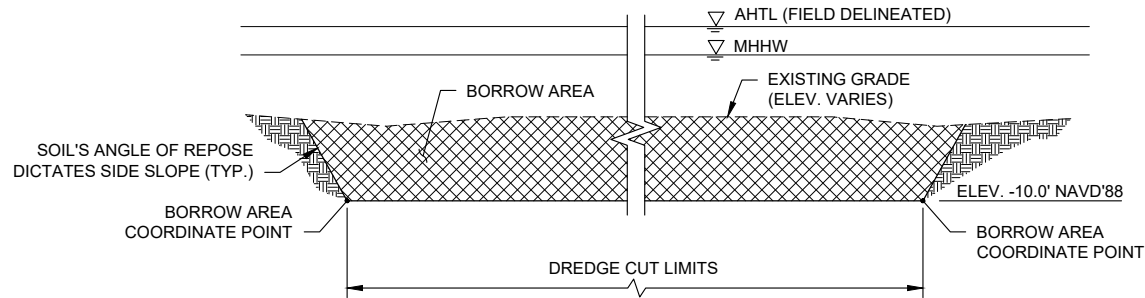 AHTL (FIELD DELINEATED)
MHHW
BORROW AREA
EXISTING GRADE
(ELEV. VARIES)
SOIL'S ANGLE OF REPOSE
DICTATES SIDE SLOPE (TYP.)
ELEV. -10.0' NAVD'88
BORROW AREA
COORDINATE POINT
BORROW AREA
COORDINATE POINT
DREDGE CUT LIMITS